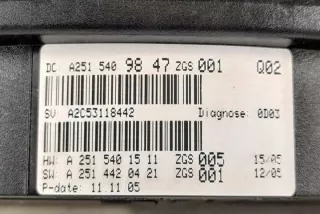 DC A251 540 98 47 ZGS 001 Q02
SV: A2C53118442 Diagnose: 0D03
HW: A 251 540 15 11 ZGS 005 15/05
SW: A 251 442 04 21 ZGS 001 12/05
P-date: 11.11.05